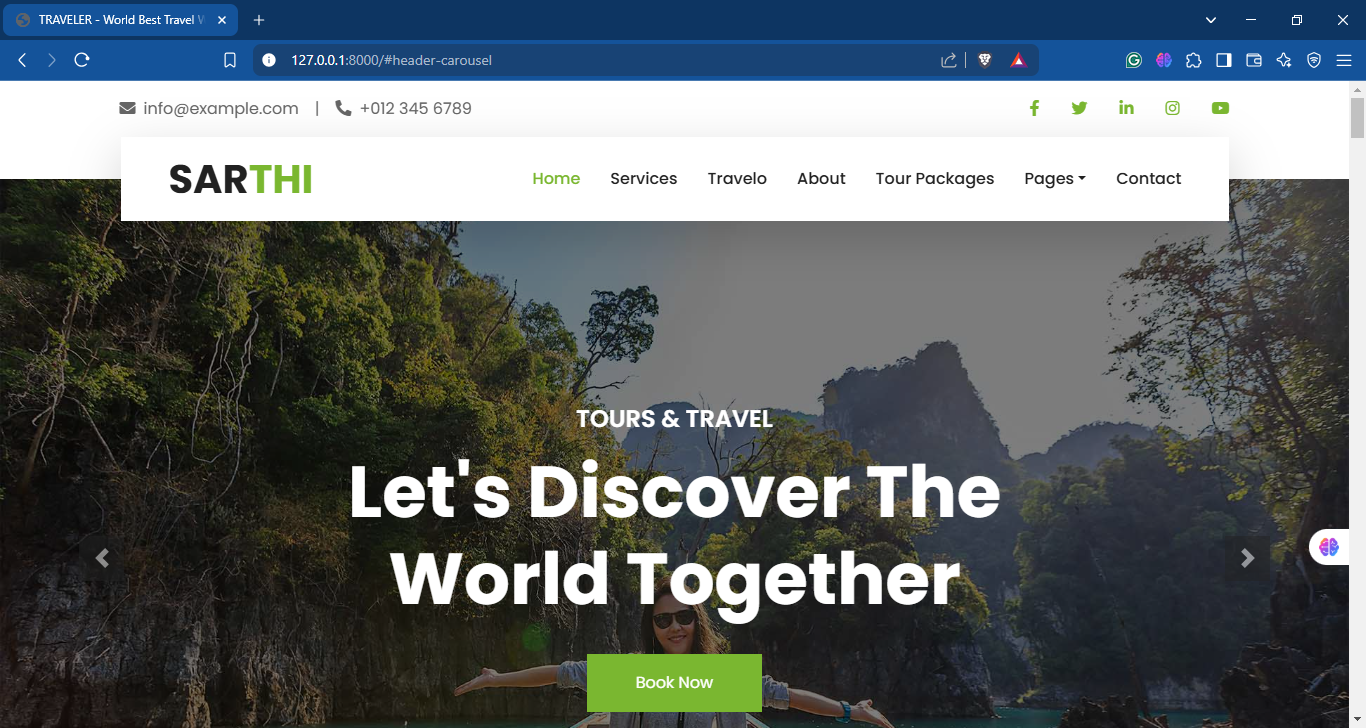 TRAVELER - World Best Travel W
127.0.0.1:8000/#header-carousel
info@example.com | +012 345 6789
SARTHI
Home Services Travelo About Tour Packages Pages Contact
TOURS & TRAVEL
Let's Discover The
World Together
Book Now